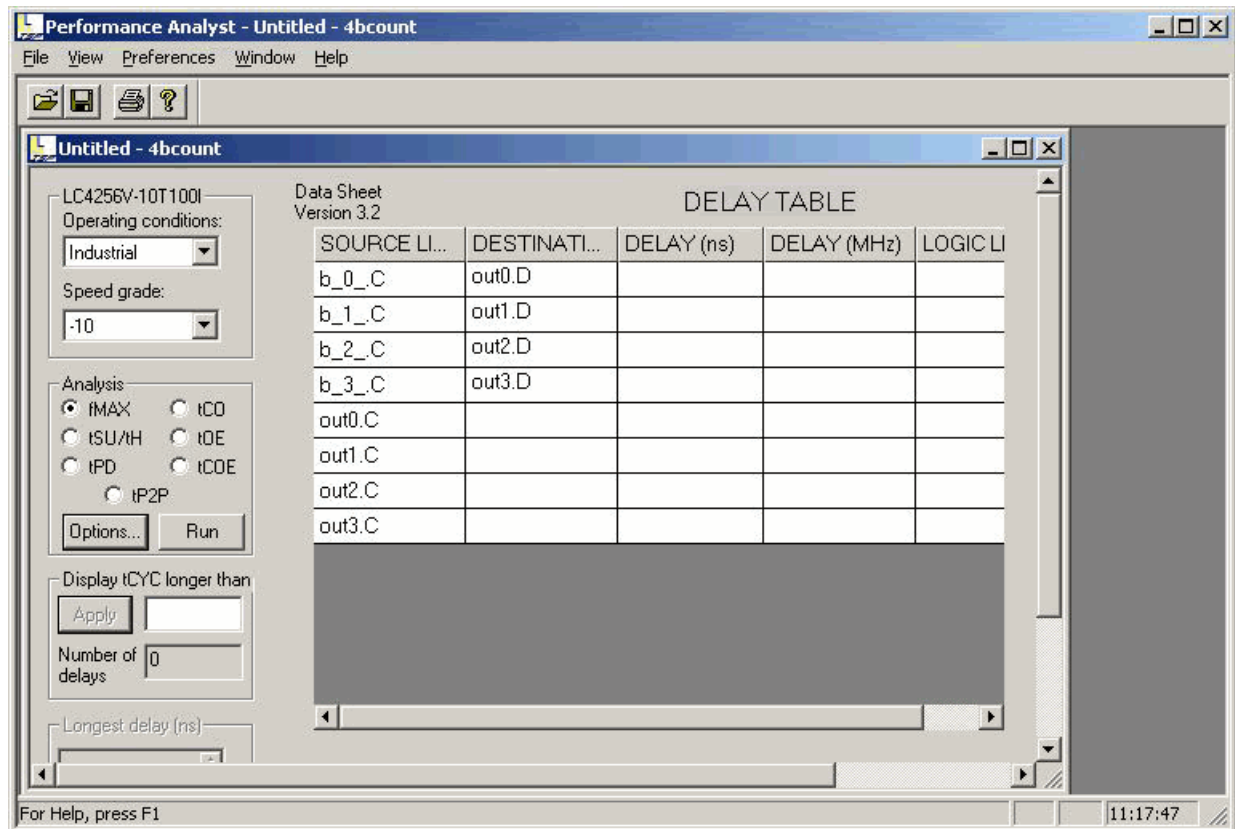 Performance Analyst - Untitled - 4bcount
File View Preferences Window Help
Untitled - 4bcount
LC4256V-10T100I
Operating conditions:
Industrial
Speed grade:
-10
Analysis
fMAX tCO
tSU/tH tOE
tPD tCOE
tP2P
Options... Run
Display tCYC longer than
Apply
Number of delays 0
Longest delay (ns)
Data Sheet
Version 3.2
DELAY TABLE
SOURCE LI... DESTINATI... DELAY (ns) DELAY (MHz) LOGIC LI
b_0_.C out0.D
b_1_.C out1.D
b_2_.C out2.D
b_3_.C out3.D
out0.C
out1.C
out2.C
out3.C
For Help, press F1 11:17:47